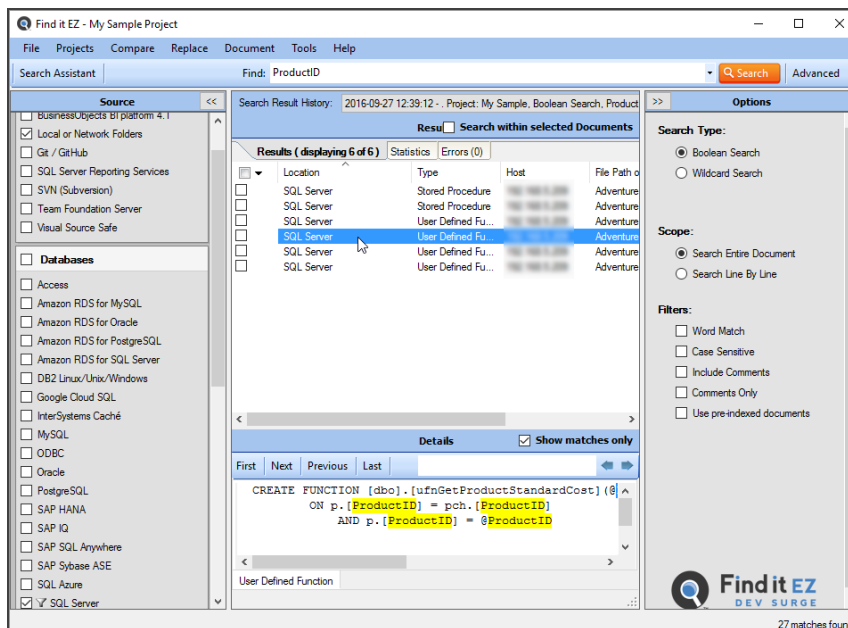 Find it EZ - My Sample Project
File Projects Compare Replace Document Tools Help
Search Assistant Find: ProductID Search Advanced
Source <<
BusinessObjects BI platform 4.1
Local or Network Folders
Git / GitHub
SQL Server Reporting Services
SVN (Subversion)
Team Foundation Server
Visual Source Safe
Databases
Access
Amazon RDS for MySQL
Amazon RDS for Oracle
Amazon RDS for PostgreSQL
Amazon RDS for SQL Server
DB2 Linux/Unix/Windows
Google Cloud SQL
InterSystems Caché
MySQL
ODBC
Oracle
PostgreSQL
SAP HANA
SAP IQ
SAP SQL Anywhere
SAP Sybase ASE
SQL Azure
SQL Server
Search Result History: 2016-09-27 12:39:12 - . Project: My Sample, Boolean Search, Product
Resu Search within selected Documents
Results ( displaying 6 of 6 ) Statistics Errors (0)
Location Type Host File Path o
SQL Server Stored Procedure Adventure
SQL Server Stored Procedure Adventure
SQL Server User Defined Fu... Adventure
SQL Server User Defined Fu... Adventure
SQL Server User Defined Fu... Adventure
SQL Server User Defined Fu... Adventure
Details Show matches only
First Next Previous Last
CREATE FUNCTION [dbo].[ufnGetProductStandardCost](@
ON p.[ProductID] = pch.[ProductID]
AND p.[ProductID] = @ProductID
User Defined Function
>> Options
Search Type:
Boolean Search
Wildcard Search
Scope:
Search Entire Document
Search Line By Line
Filters:
Word Match
Case Sensitive
Include Comments
Comments Only
Use pre-indexed documents
Find it EZ
DEV SURGE
27 matches foun